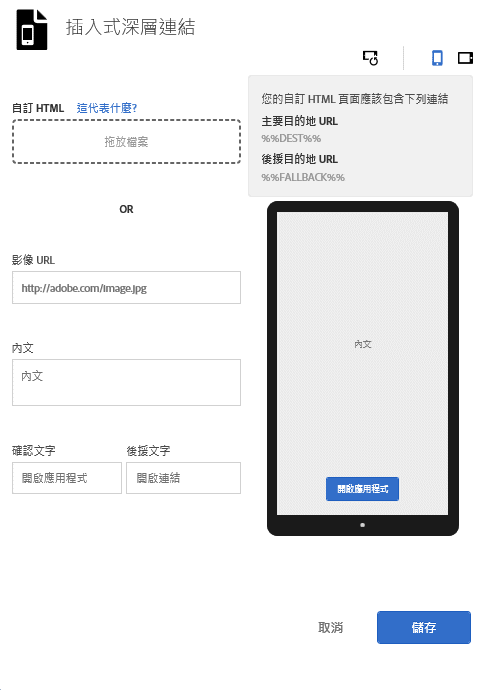 插入式深層連結
自訂 HTML 這代表什麼?
拖放檔案
OR
影像 URL
http://adobe.com/image.jpg
內文
內文
確認文字 後援文字
開啟應用程式 開啟連結
您的自訂 HTML 頁面應該包含下列連結
主要目的地 URL
%%DEST%%
後援目的地 URL
%%FALLBACK%%
內文
開啟應用程式
取消 儲存